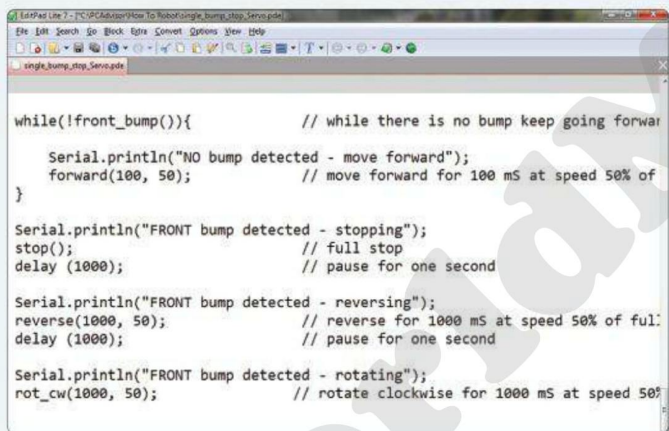 EditPad Lite 7 - ["C:\PCAdvisor\How To Robot\single_bump_stop_Servo.pde]
File Edit Search Go Block Extra Convert Options View Help
single_bump_stop_Servo.pde
while(!front_bump()){ // while there is no bump keep going forwar
Serial.println("NO bump detected - move forward");
forward(100, 50); // move forward for 100 mS at speed 50% of
}
Serial.println("FRONT bump detected - stopping");
stop(); // full stop
delay (1000); // pause for one second
Serial.println("FRONT bump detected - reversing");
reverse(1000, 50); // reverse for 1000 mS at speed 50% of full
delay (1000); // pause for one second
Serial.println("FRONT bump detected - rotating");
rot_cw(1000, 50); // rotate clockwise for 1000 mS at speed 50%